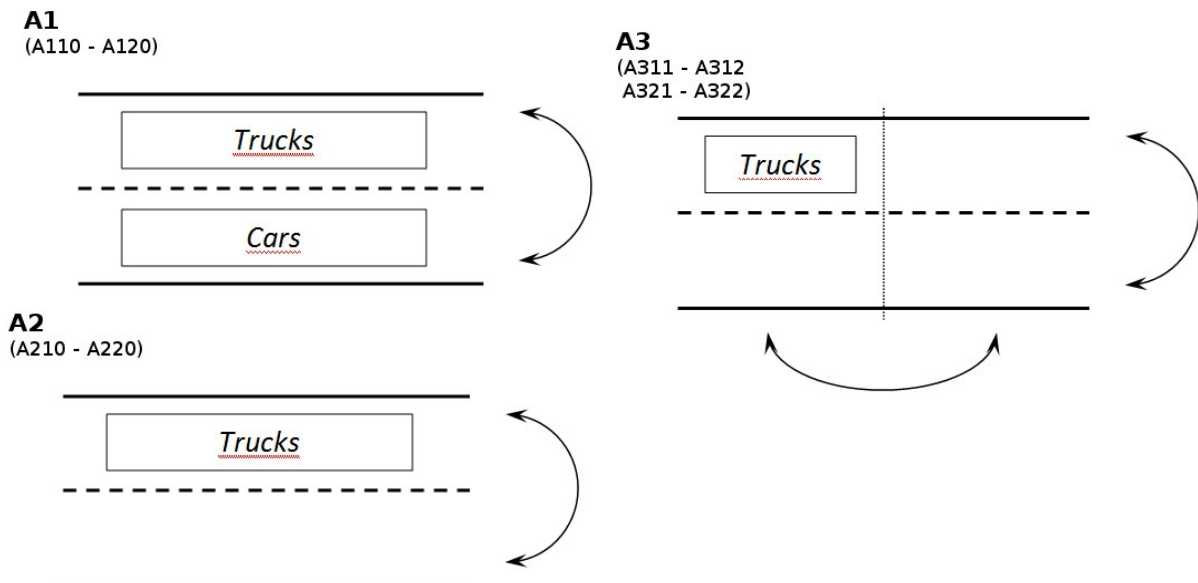 A1
(A110 - A120)
Trucks
Cars
A2
(A210 - A220)
Trucks
A3
(A311 - A312
A321 - A322)
Trucks